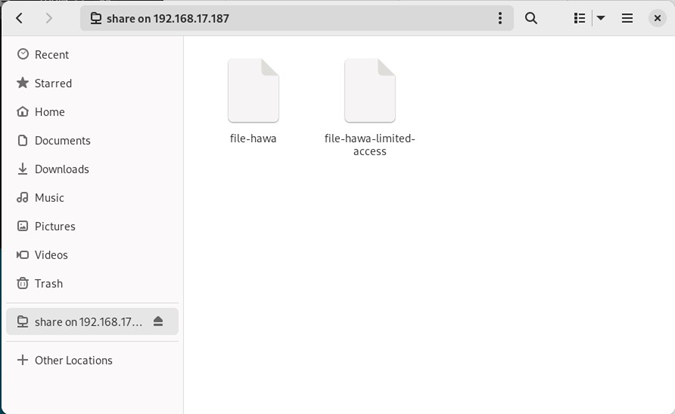 share on 192.168.17.187
Recent
Starred
Home
Documents
Downloads
Music
Pictures
Videos
Trash
share on 192.168.17...
Other Locations
file-hawa
file-hawa-limited-
access